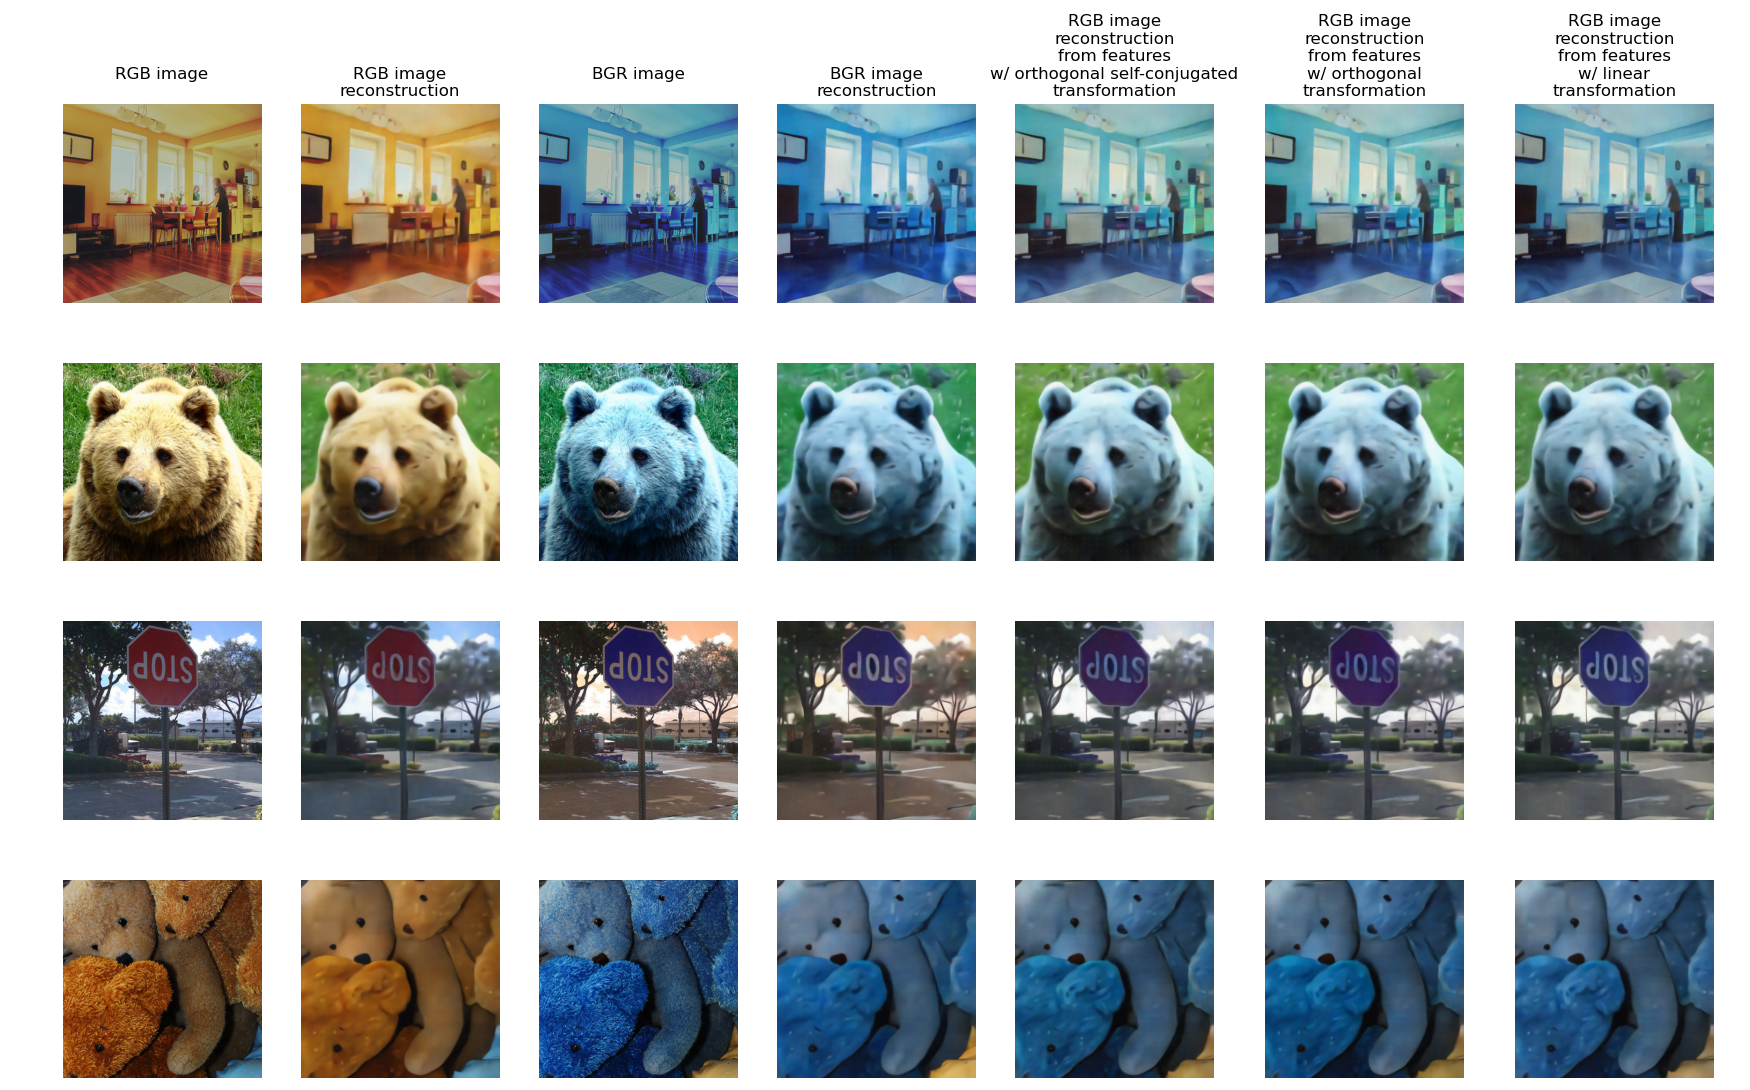 RGB image
RGB image
reconstruction
BGR image
BGR image
reconstruction
RGB image
reconstruction
from features
w/ orthogonal self-conjugated
transformation
RGB image
reconstruction
from features
w/ orthogonal
transformation
RGB image
reconstruction
from features
w/ linear
transformation
STOP
STOP
STOP
STOP
STOP
STOP
STOP